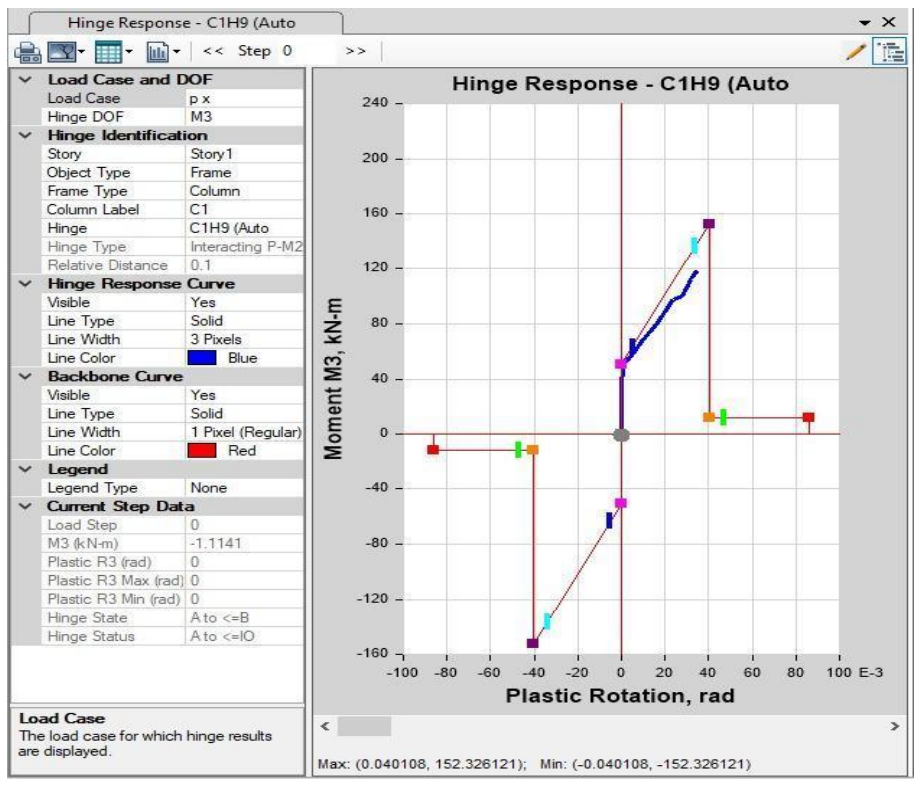 Hinge Response - C1H9 (Auto
<< Step 0 >>
Load Case and DOF
Load Case p x
Hinge DOF M3
Hinge Identification
Story Story1
Object Type Frame
Frame Type Column
Column Label C1
Hinge C1H9 (Auto
Hinge Type Interacting P-M2
Relative Distance 0.1
Hinge Response Curve
Visible Yes
Line Type Solid
Line Width 3 Pixels
Line Color Blue
Backbone Curve
Visible Yes
Line Type Solid
Line Width 1 Pixel (Regular)
Line Color Red
Legend
Legend Type None
Current Step Data
Load Step 0
M3 (kN-m) -1.1141
Plastic R3 (rad) 0
Plastic R3 Max (rad) 0
Plastic R3 Min (rad) 0
Hinge State A to <=B
Hinge Status A to <=IO
Load Case
The load case for which hinge results
are displayed.
Hinge Response - C1H9 (Auto
240
200
160
120
80
40
0
-40
-80
-120
-160
Moment M3, kN-m
-100 -80 -60 -40 -20 0 20 40 60 80 100 E-3
Plastic Rotation, rad
< >
Max: (0.040108, 152.326121); Min: (-0.040108, -152.326121)